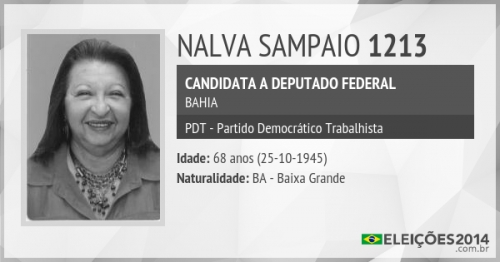 NALVA SAMPAIO 1213
CANDIDATA A DEPUTADO FEDERAL
BAHIA
PDT - Partido Democrático Trabalhista
Idade: 68 anos (25-10-1945)
Naturalidade: BA - Baixa Grande
ELEIÇÕES2014
.com.br